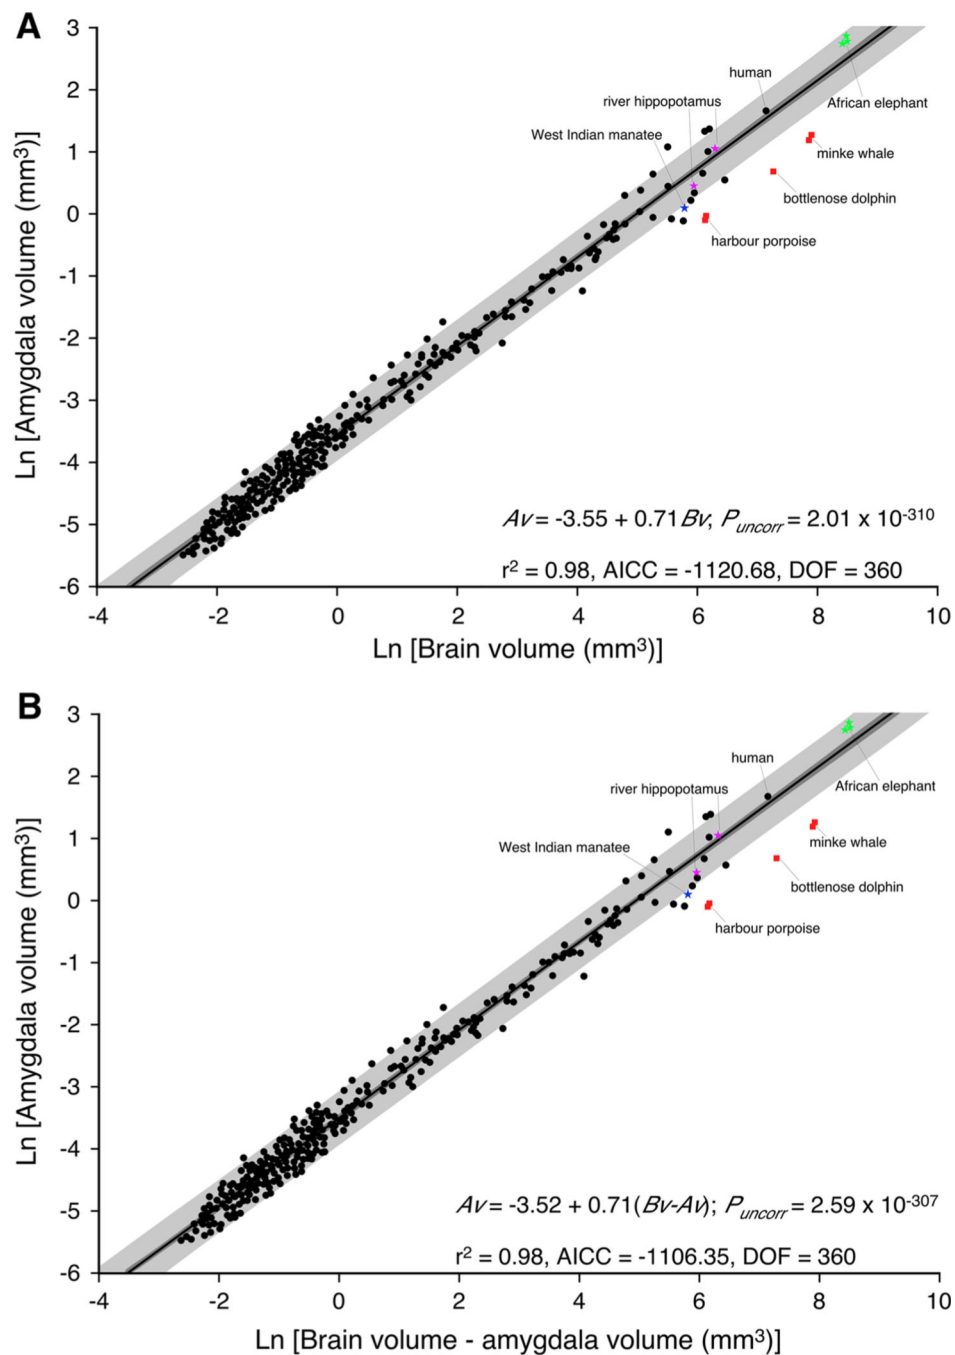 A
Ln [Amygdala volume (mm³)]
3
2
1
0
-1
-2
-3
-4
-5
-6
human
river hippopotamus
African elephant
West Indian manatee
minke whale
bottlenose dolphin
harbour porpoise
Av = -3.55 + 0.71Bv; Puncorr = 2.01 x 10-310
r2 = 0.98, AICC = -1120.68, DOF = 360
-4 -2 0 2 4 6 8 10
Ln [Brain volume (mm³)]
B
Ln [Amygdala volume (mm³)]
3
2
1
0
-1
-2
-3
-4
-5
-6
human
river hippopotamus
African elephant
West Indian manatee
minke whale
bottlenose dolphin
harbour porpoise
Av = -3.52 + 0.71(Bv-Av); Puncorr = 2.59 x 10-307
r2 = 0.98, AICC = -1106.35, DOF = 360
-4 -2 0 2 4 6 8 10
Ln [Brain volume - amygdala volume (mm³)]